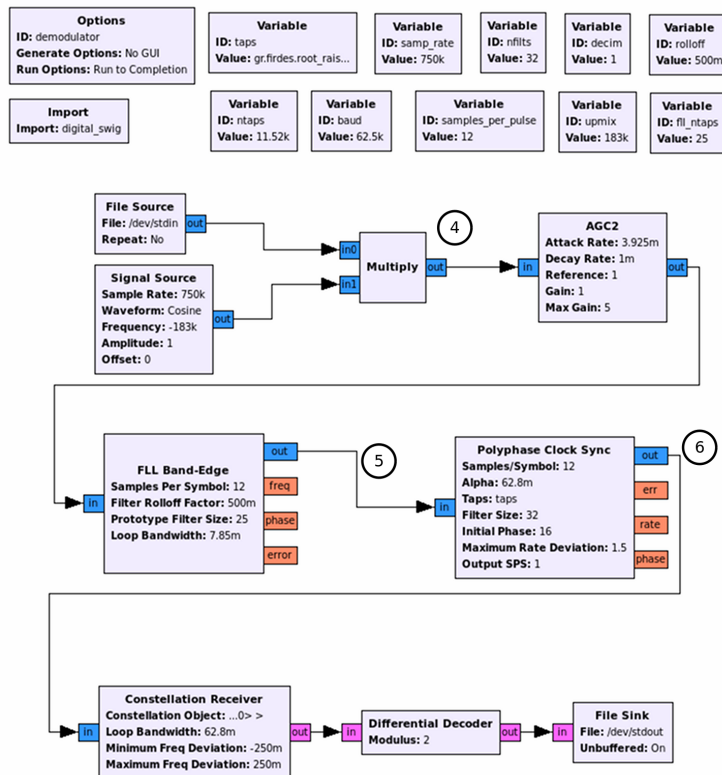 Options
ID: demodulator
Generate Options: No GUI
Run Options: Run to Completion
Variable
ID: taps
Value: gr.firdes.root_rais...
Variable
ID: samp_rate
Value: 750k
Variable
ID: nfilts
Value: 32
Variable
ID: decim
Value: 1
Variable
ID: rolloff
Value: 500m
Import
Import: digital_swig
Variable
ID: ntaps
Value: 11.52k
Variable
ID: baud
Value: 62.5k
Variable
ID: samples_per_pulse
Value: 12
Variable
ID: upmix
Value: 183k
Variable
ID: fll_ntaps
Value: 25
File Source
File: /dev/stdin
Repeat: No
out
Signal Source
Sample Rate: 750k
Waveform: Cosine
Frequency: -183k
Amplitude: 1
Offset: 0
out
in0
in1
Multiply
out
4
in
AGC2
Attack Rate: 3.925m
Decay Rate: 1m
Reference: 1
Gain: 1
Max Gain: 5
out
in
FLL Band-Edge
Samples Per Symbol: 12
Filter Rolloff Factor: 500m
Prototype Filter Size: 25
Loop Bandwidth: 7.85m
out
freq
phase
error
5
in
Polyphase Clock Sync
Samples/Symbol: 12
Alpha: 62.8m
Taps: taps
Filter Size: 32
Initial Phase: 16
Maximum Rate Deviation: 1.5
Output SPS: 1
out
err
rate
phase
6
in
Constellation Receiver
Constellation Object: ...0> >
Loop Bandwidth: 62.8m
Minimum Freq Deviation: -250m
Maximum Freq Deviation: 250m
out
in
Differential Decoder
Modulus: 2
out
in
File Sink
File: /dev/stdout
Unbuffered: On